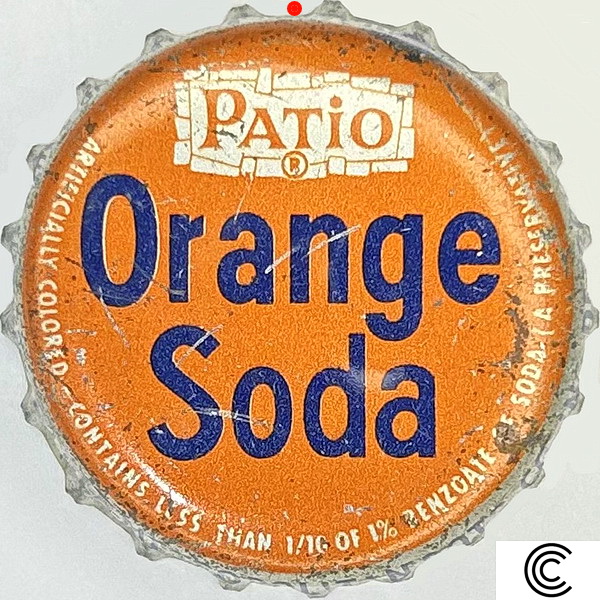 PATiO
®
Orange
Soda
ARTIFICIALLY COLORED - CONTAINS LESS THAN 1/10 OF 1% BENZOATE OF SODA (A PRESERVATIVE)